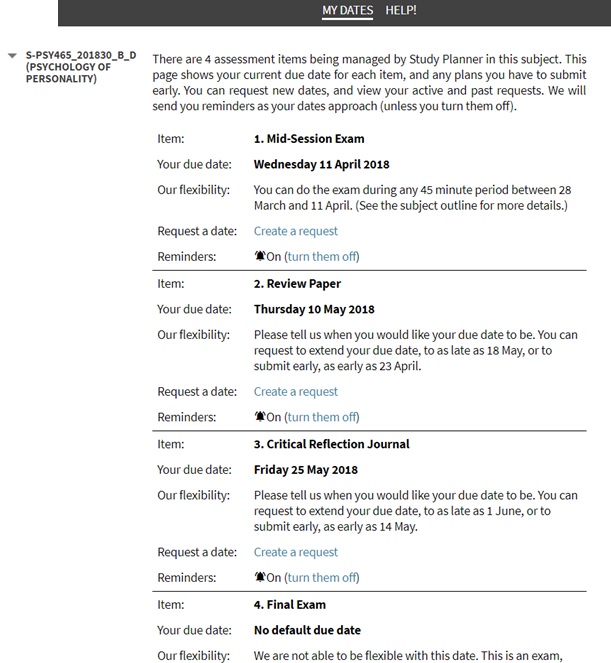 MY DATES HELP!
S-PSY465_201830_B_D
(PSYCHOLOGY OF
PERSONALITY)
There are 4 assessment items being managed by Study Planner in this subject. This
page shows your current due date for each item, and any plans you have to submit
early. You can request new dates, and view your active and past requests. We will
send you reminders as your dates approach (unless you turn them off).
Item: 1. Mid-Session Exam
Your due date: Wednesday 11 April 2018
Our flexibility: You can do the exam during any 45 minute period between 28
March and 11 April. (See the subject outline for more details.)
Request a date: Create a request
Reminders: On (turn them off)
Item: 2. Review Paper
Your due date: Thursday 10 May 2018
Our flexibility: Please tell us when you would like your due date to be. You can
request to extend your due date, to as late as 18 May, or to
submit early, as early as 23 April.
Request a date: Create a request
Reminders: On (turn them off)
Item: 3. Critical Reflection Journal
Your due date: Friday 25 May 2018
Our flexibility: Please tell us when you would like your due date to be. You can
request to extend your due date, to as late as 1 June, or to
submit early, as early as 14 May.
Request a date: Create a request
Reminders: On (turn them off)
Item: 4. Final Exam
Your due date: No default due date
Our flexibility: We are not able to be flexible with this date. This is an exam,